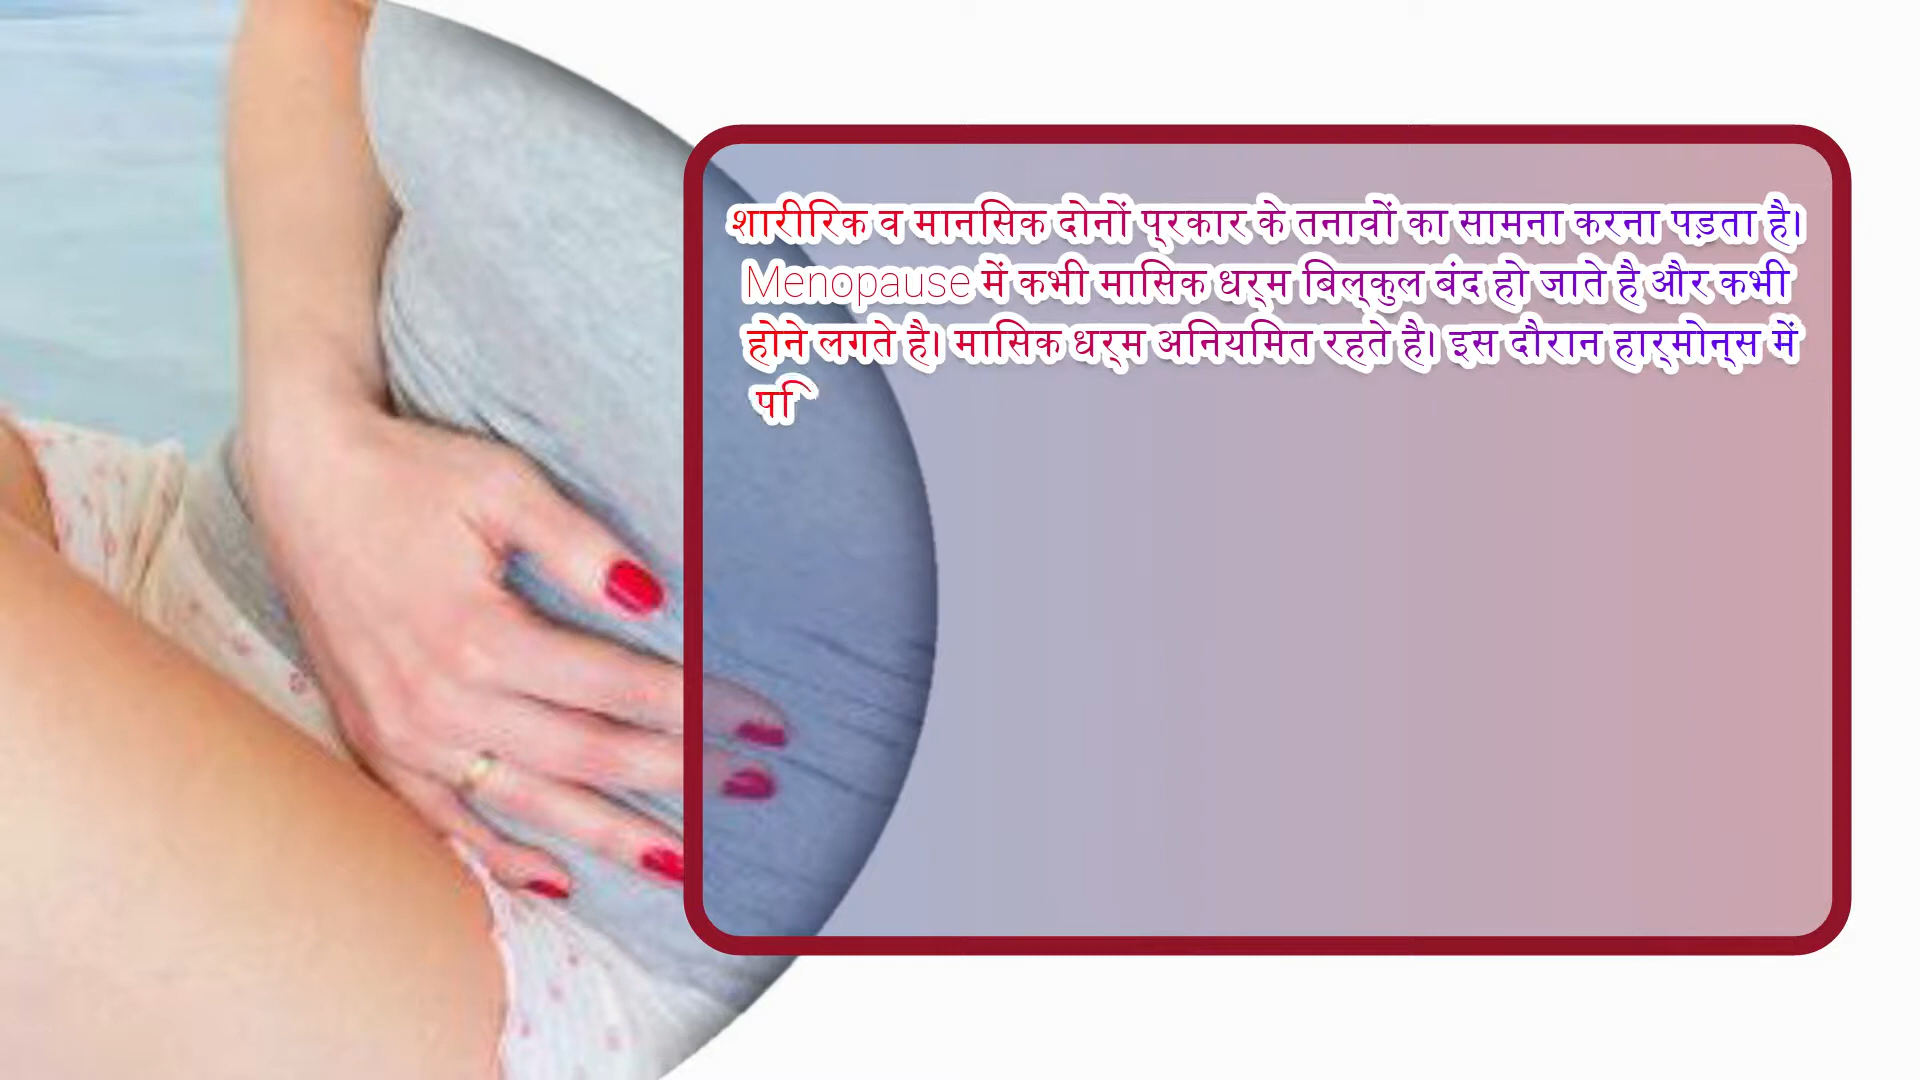 शारीरिक व मानसिक दोनों प्रकार के तनावों का सामना करना पड़ता है।
Menopause में कभी मासिक धर्म बिल्कुल बंद हो जाते है और कभी
होने लगते है। मासिक धर्म अनियमित रहते है। इस दौरान हार्मोन्स में
पि